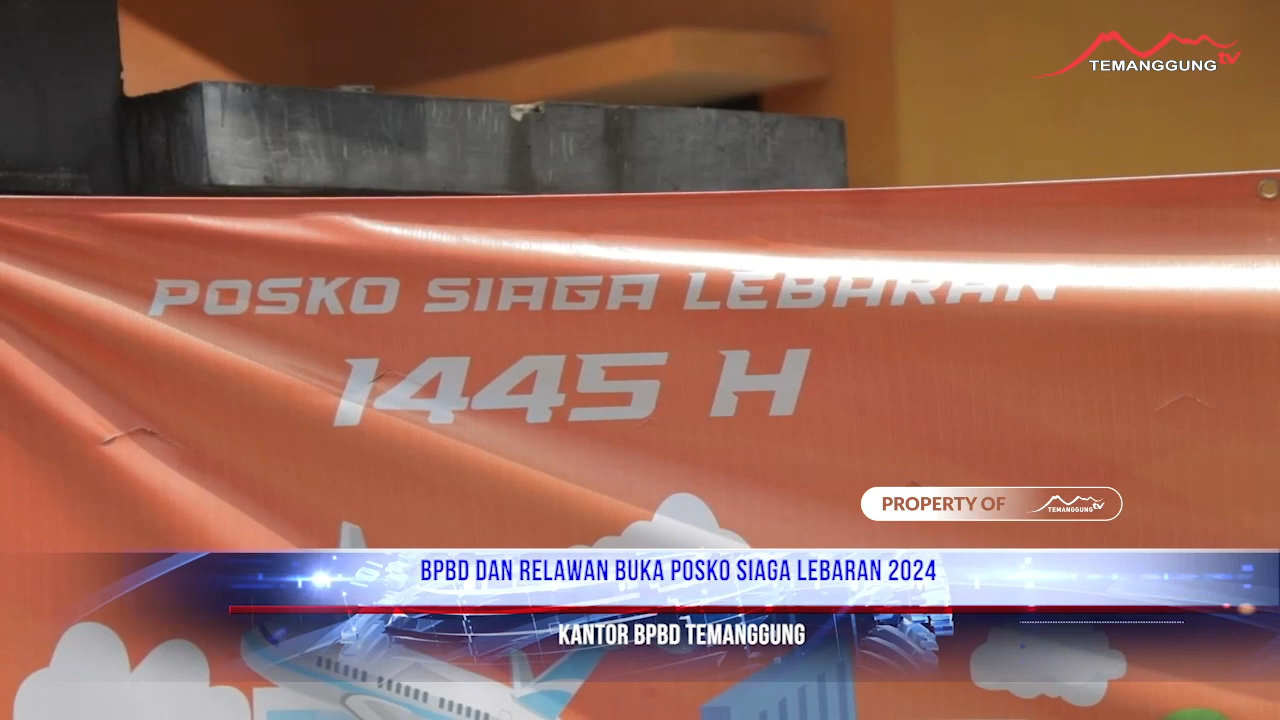 TEMANGGUNG tv
POSKO SIAGA LEBARAN
1445 H
PROPERTY OF TEMANGGUNG tv
BPBD DAN RELAWAN BUKA POSKO SIAGA LEBARAN 2024
KANTOR BPBD TEMANGGUNG